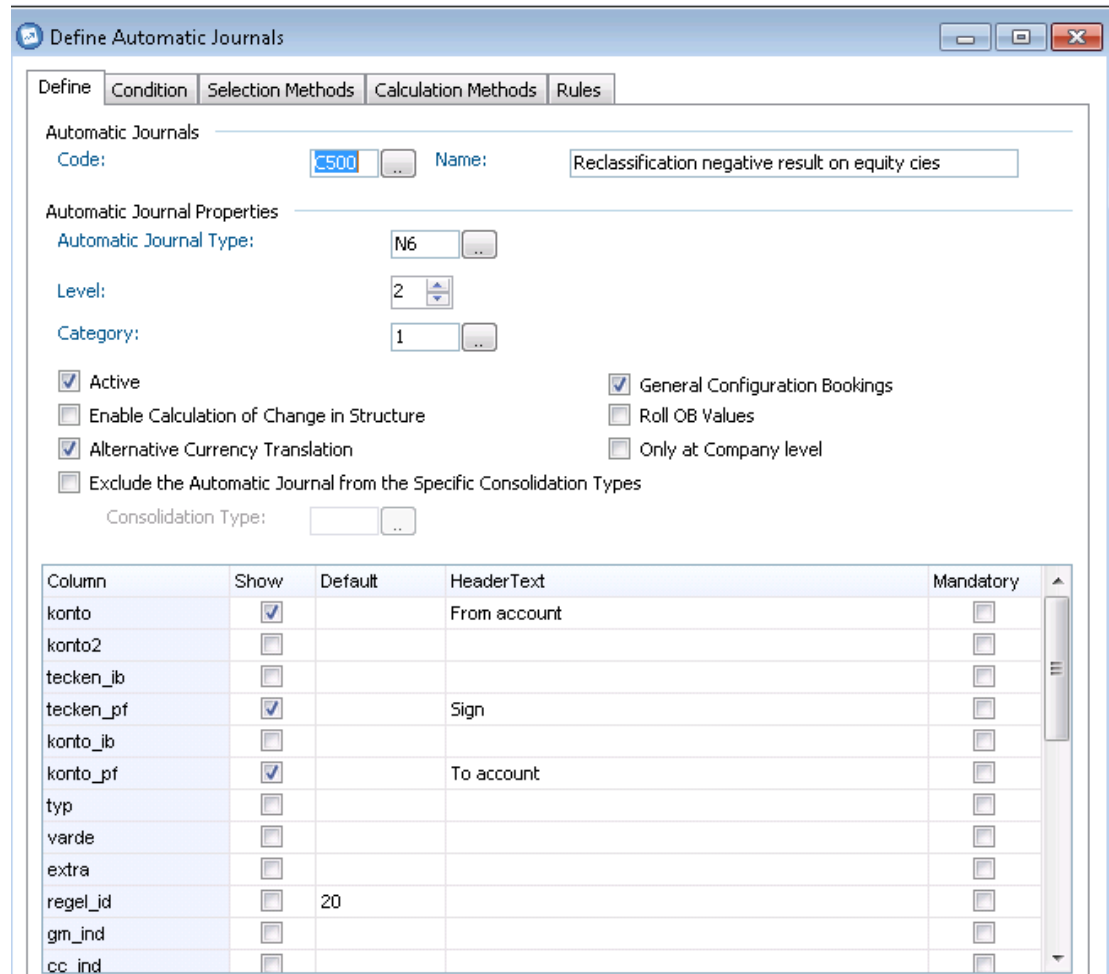 Define Automatic Journals
Define Condition Selection Methods Calculation Methods Rules
Automatic Journals
Code: C500 .. Name: Reclassification negative result on equity cies
Automatic Journal Properties
Automatic Journal Type: N6 ..
Level: 2
Category: 1 ..
Active General Configuration Bookings
Enable Calculation of Change in Structure Roll OB Values
Alternative Currency Translation Only at Company level
Exclude the Automatic Journal from the Specific Consolidation Types
Consolidation Type: ..
Column Show Default HeaderText Mandatory
konto From account
konto2
tecken_ib
tecken_pf Sign
konto_ib
konto_pf To account
typ
varde
extra
regel_id 20
gm_ind
cc_ind